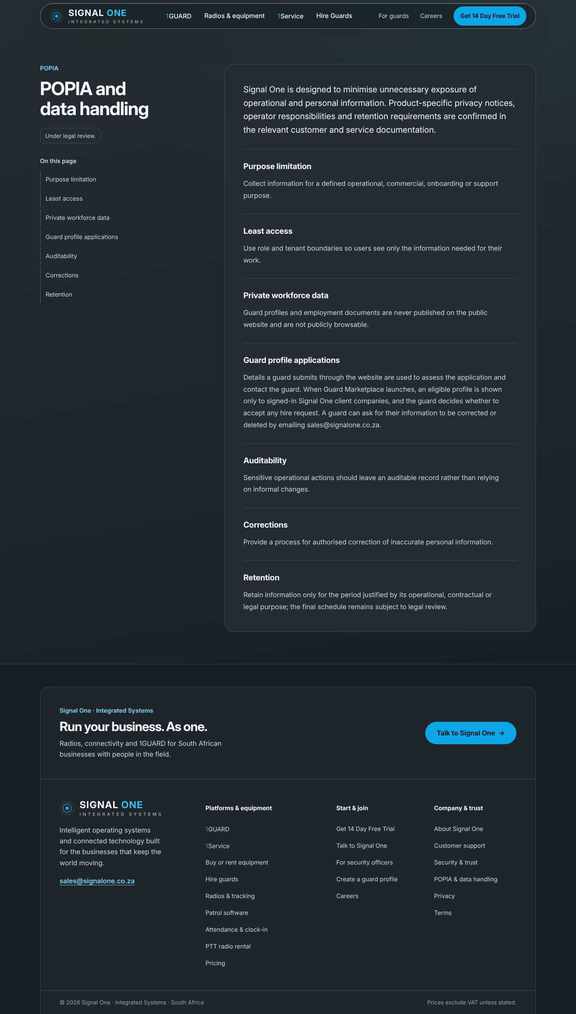 SIGNAL ONE
INTEGRATED SYSTEMS
1GUARD
Radios & equipment
1Service
Hire Guards
For guards
Careers
Get 14 Day Free Trial
POPIA
POPIA and
data handling
Under legal review.
On this page
Purpose limitation
Least access
Private workforce data
Guard profile applications
Auditability
Corrections
Retention
Signal One is designed to minimise unnecessary exposure of
operational and personal information. Product-specific privacy notices,
operator responsibilities and retention requirements are confirmed in
the relevant customer and service documentation.
Purpose limitation
Collect information for a defined operational, commercial, onboarding or support
purpose.
Least access
Use role and tenant boundaries so users see only the information needed for their
work.
Private workforce data
Guard profiles and employment documents are never published on the public
website and are not publicly browsable.
Guard profile applications
Details a guard submits through the website are used to assess the application and
contact the guard. When Guard Marketplace launches, an eligible profile is shown
only to signed-in Signal One client companies, and the guard decides whether to
accept any hire request. A guard can ask for their information to be corrected or
deleted by emailing sales@signalone.co.za.
Auditability
Sensitive operational actions should leave an auditable record rather than relying
on informal changes.
Corrections
Provide a process for authorised correction of inaccurate personal information.
Retention
Retain information only for the period justified by its operational, contractual or
legal purpose; the final schedule remains subject to legal review.
Signal One · Integrated Systems
Run your business. As one.
Radios, connectivity and 1GUARD for South African
businesses with people in the field.
Talk to Signal One →
SIGNAL ONE
INTEGRATED SYSTEMS
Intelligent operating systems
and connected technology built
for the businesses that keep the
world moving.
sales@signalone.co.za
Platforms & equipment
1GUARD
1Service
Buy or rent equipment
Hire guards
Radios & tracking
Patrol software
Attendance & clock-in
PTT radio rental
Pricing
Start & join
Get 14 Day Free Trial
Talk to Signal One
For security officers
Create a guard profile
Careers
Company & trust
About Signal One
Customer support
Security & trust
POPIA & data handling
Privacy
Terms
© 2026 Signal One · Integrated Systems · South Africa
Prices exclude VAT unless stated.